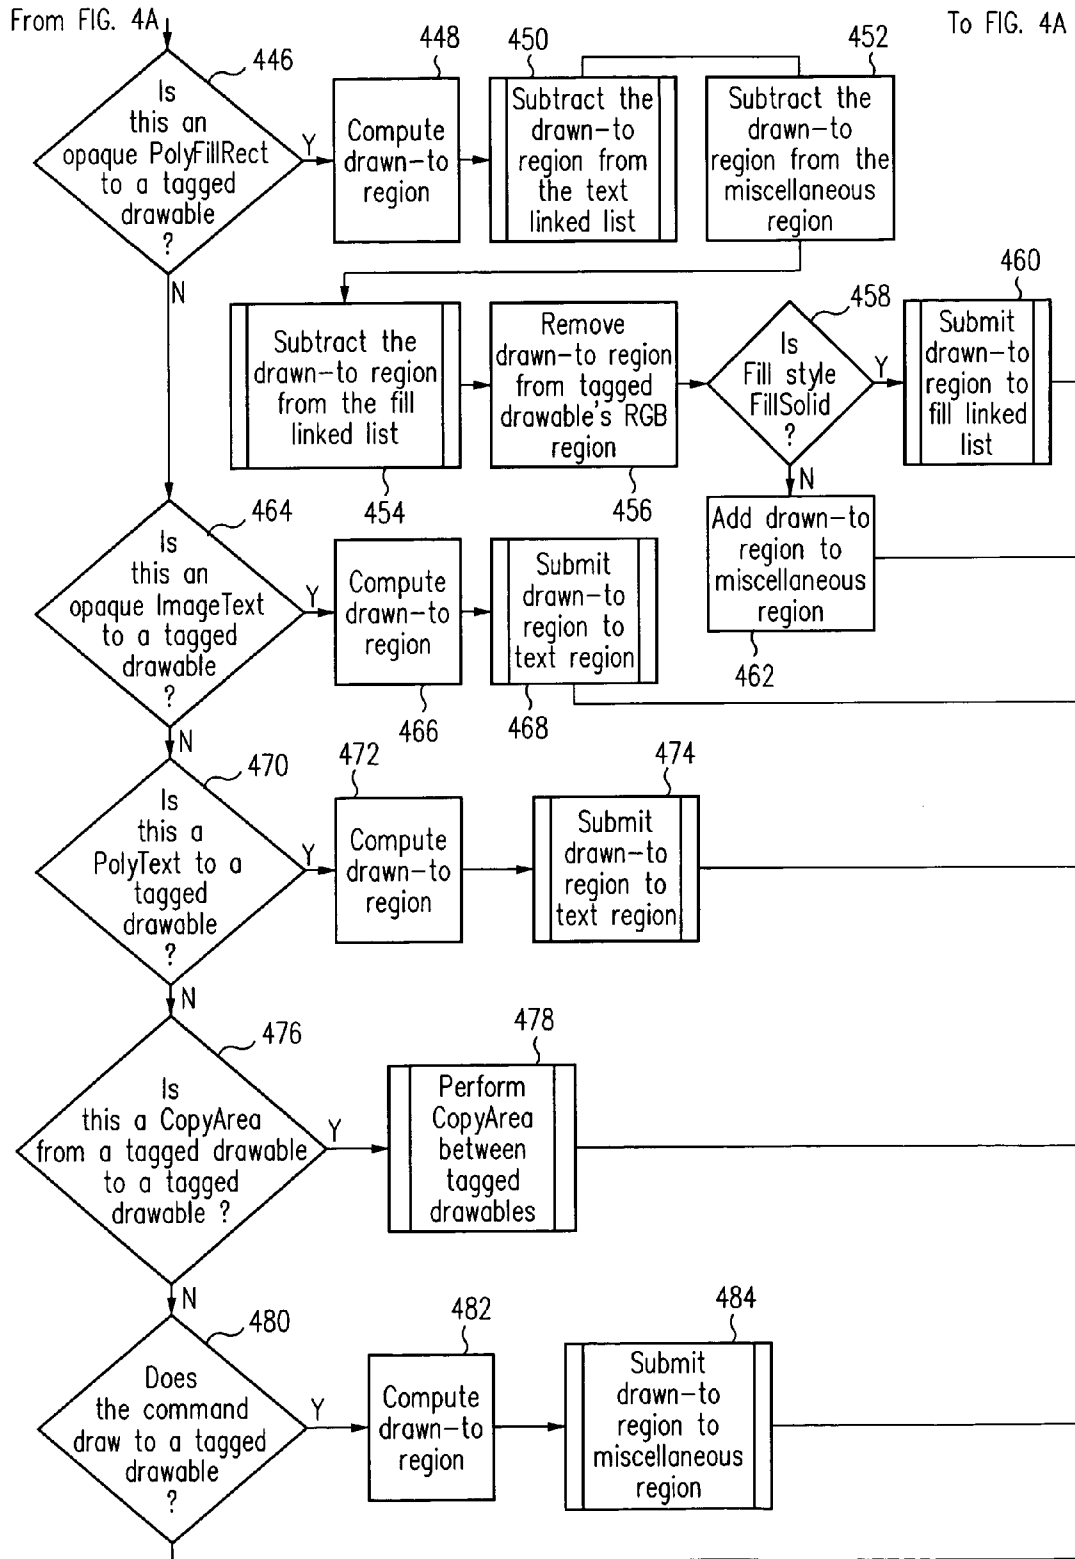 From FIG. 4A
To FIG. 4A
446
Is
this an
opaque PolyFillRect
to a tagged
drawable
?
Y
N
448
Compute
drawn-to
region
450
Subtract the
drawn-to
region from
the text
linked list
452
Subtract the
drawn-to
region from the
miscellaneous
region
Subtract the
drawn-to region
from the fill
linked list
454
Remove
drawn-to region
from tagged
drawable's RGB
region
456
458
Is
Fill style
FillSolid
?
Y
N
460
Submit
drawn-to
region to
fill linked
list
Add drawn-to
region to
miscellaneous
region
462
464
Is
this an
opaque ImageText
to a tagged
drawable
?
Y
N
Compute
drawn-to
region
466
Submit
drawn-to
region to
text region
468
470
Is
this a
PolyText to a
tagged
drawable
?
Y
N
472
Compute
drawn-to
region
474
Submit
drawn-to
region to
text region
476
Is
this a CopyArea
from a tagged drawable
to a tagged
drawable ?
Y
N
478
Perform
CopyArea
between
tagged
drawables
480
Does
the command
draw to a tagged
drawable
?
Y
482
Compute
drawn-to
region
484
Submit
drawn-to
region to
miscellaneous
region